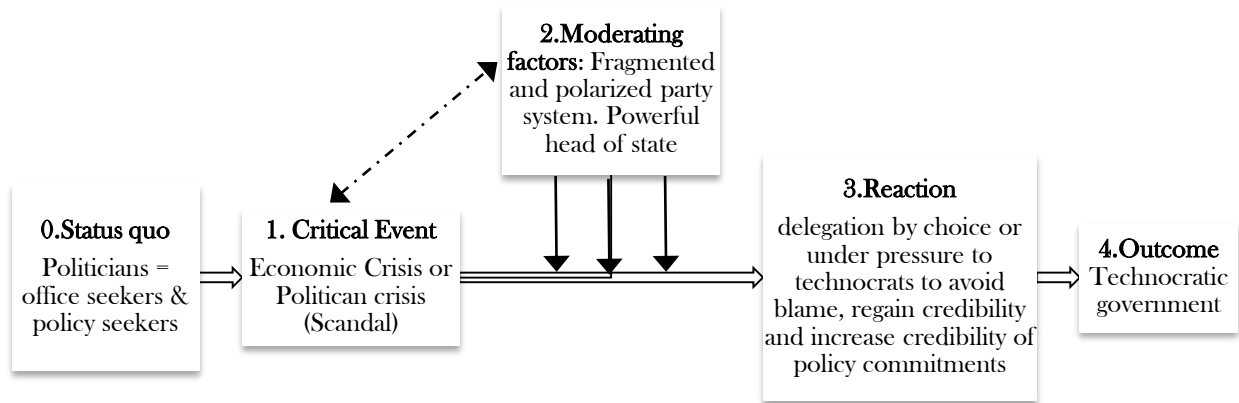 0.Status quo
Politicians =
office seekers &
policy seekers
1. Critical Event
Economic Crisis or
Politican crisis
(Scandal)
2.Moderating
factors: Fragmented
and polarized party
system. Powerful
head of state
3.Reaction
delegation by choice or
under pressure to
technocrats to avoid
blame, regain credibility
and increase credibility of
policy commitments
4.Outcome
Technocratic
government